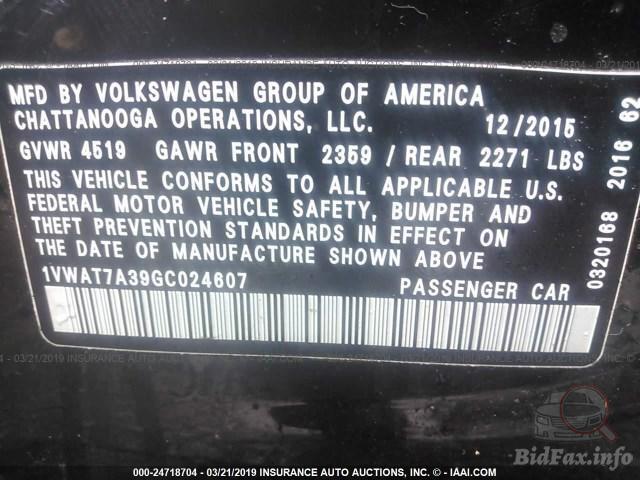 MFD BY VOLKSWAGEN GROUP OF AMERICA
CHATTANOOGA OPERATIONS, LLC. 12/2015
GVWR 4519 GAWR FRONT 2359 / REAR 2271 LBS
THIS VEHICLE CONFORMS TO ALL APPLICABLE U.S.
FEDERAL MOTOR VEHICLE SAFETY, BUMPER AND
THEFT PREVENTION STANDARDS IN EFFECT ON
THE DATE OF MANUFACTURE SHOWN ABOVE
1VWAT7A39GC024607 PASSENGER CAR
0320168 2016 62
BidFax.info
000-24718704 - 03/21/2019 INSURANCE AUTO AUCTIONS, INC. - © IAAI.COM